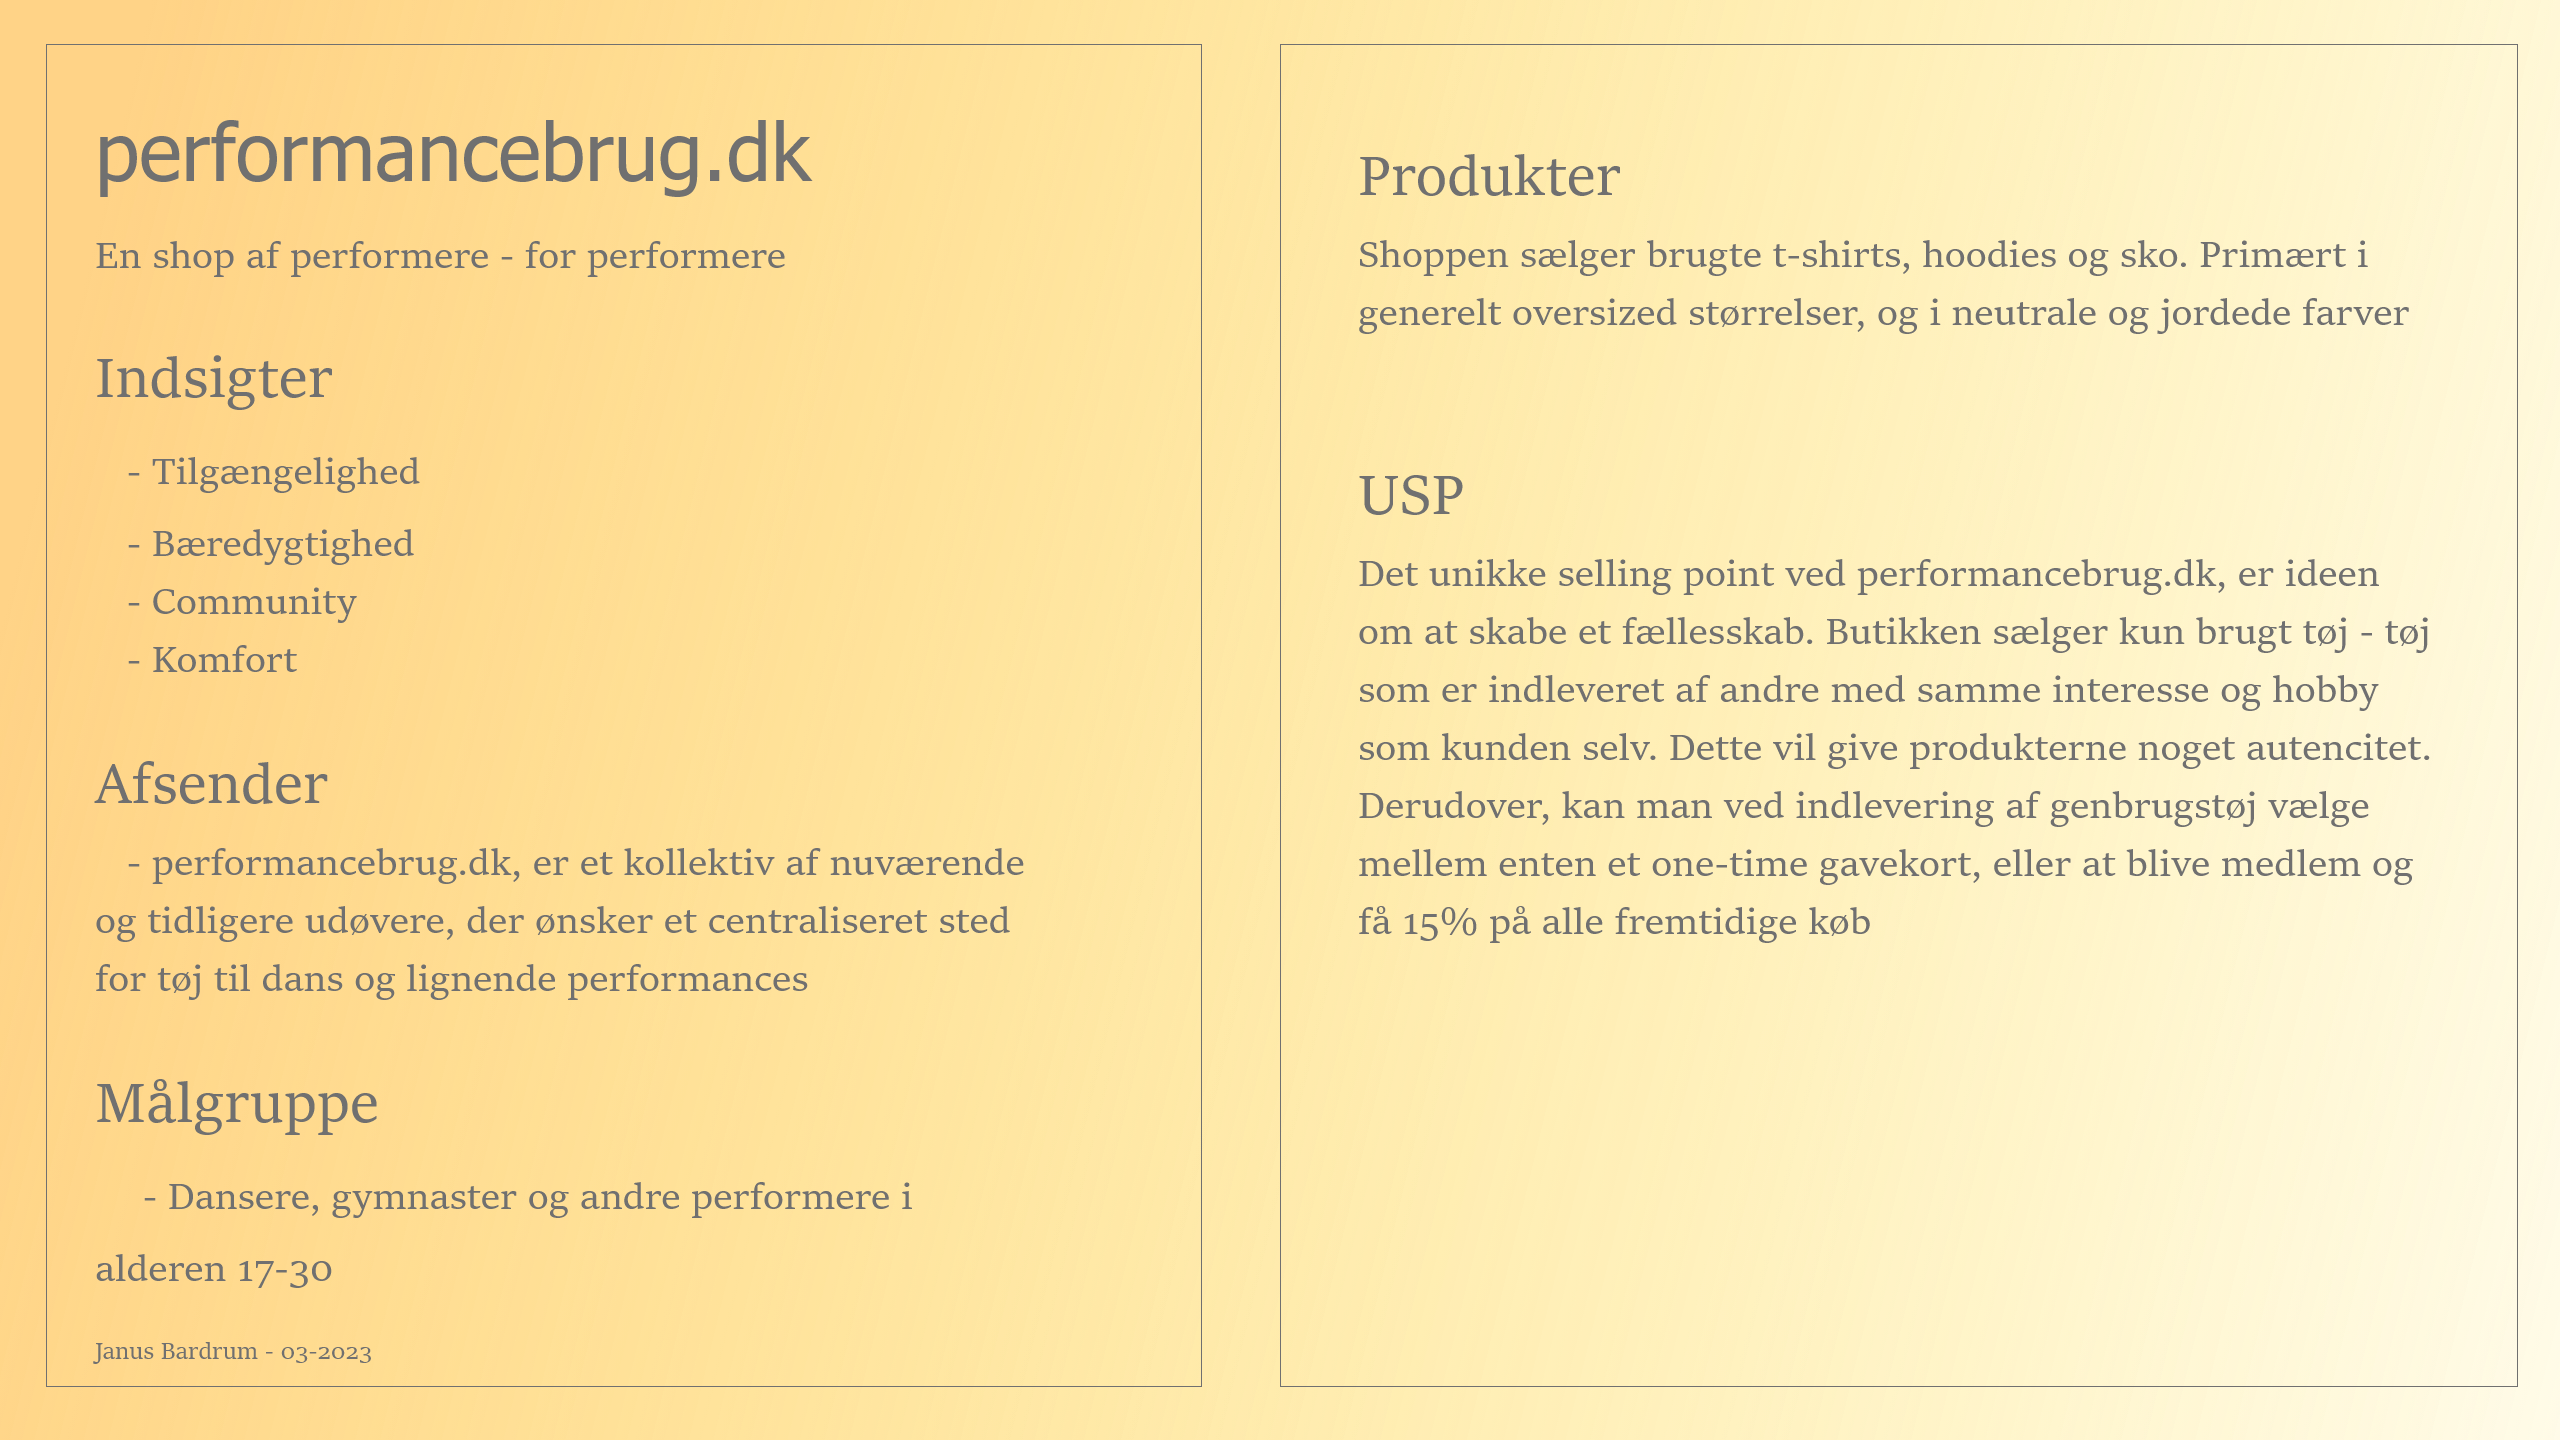 performancebrug.dk
En shop af performere - for performere
Indsigter
- Tilgængelighed
- Bæredygtighed
- Community
- Komfort
Afsender
- performancebrug.dk, er et kollektiv af nuværende
og tidligere udøvere, der ønsker et centraliseret sted
for tøj til dans og lignende performances
Målgruppe
- Dansere, gymnaster og andre performere i
alderen 17-30
Janus Bardrum - 03-2023
Produkter
Shoppen sælger brugte t-shirts, hoodies og sko. Primært i
generelt oversized størrelser, og i neutrale og jordede farver
USP
Det unikke selling point ved performancebrug.dk, er ideen
om at skabe et fællesskab. Butikken sælger kun brugt tøj - tøj
som er indleveret af andre med samme interesse og hobby
som kunden selv. Dette vil give produkterne noget autencitet.
Derudover, kan man ved indlevering af genbrugstøj vælge
mellem enten et one-time gavekort, eller at blive medlem og
få 15% på alle fremtidige køb